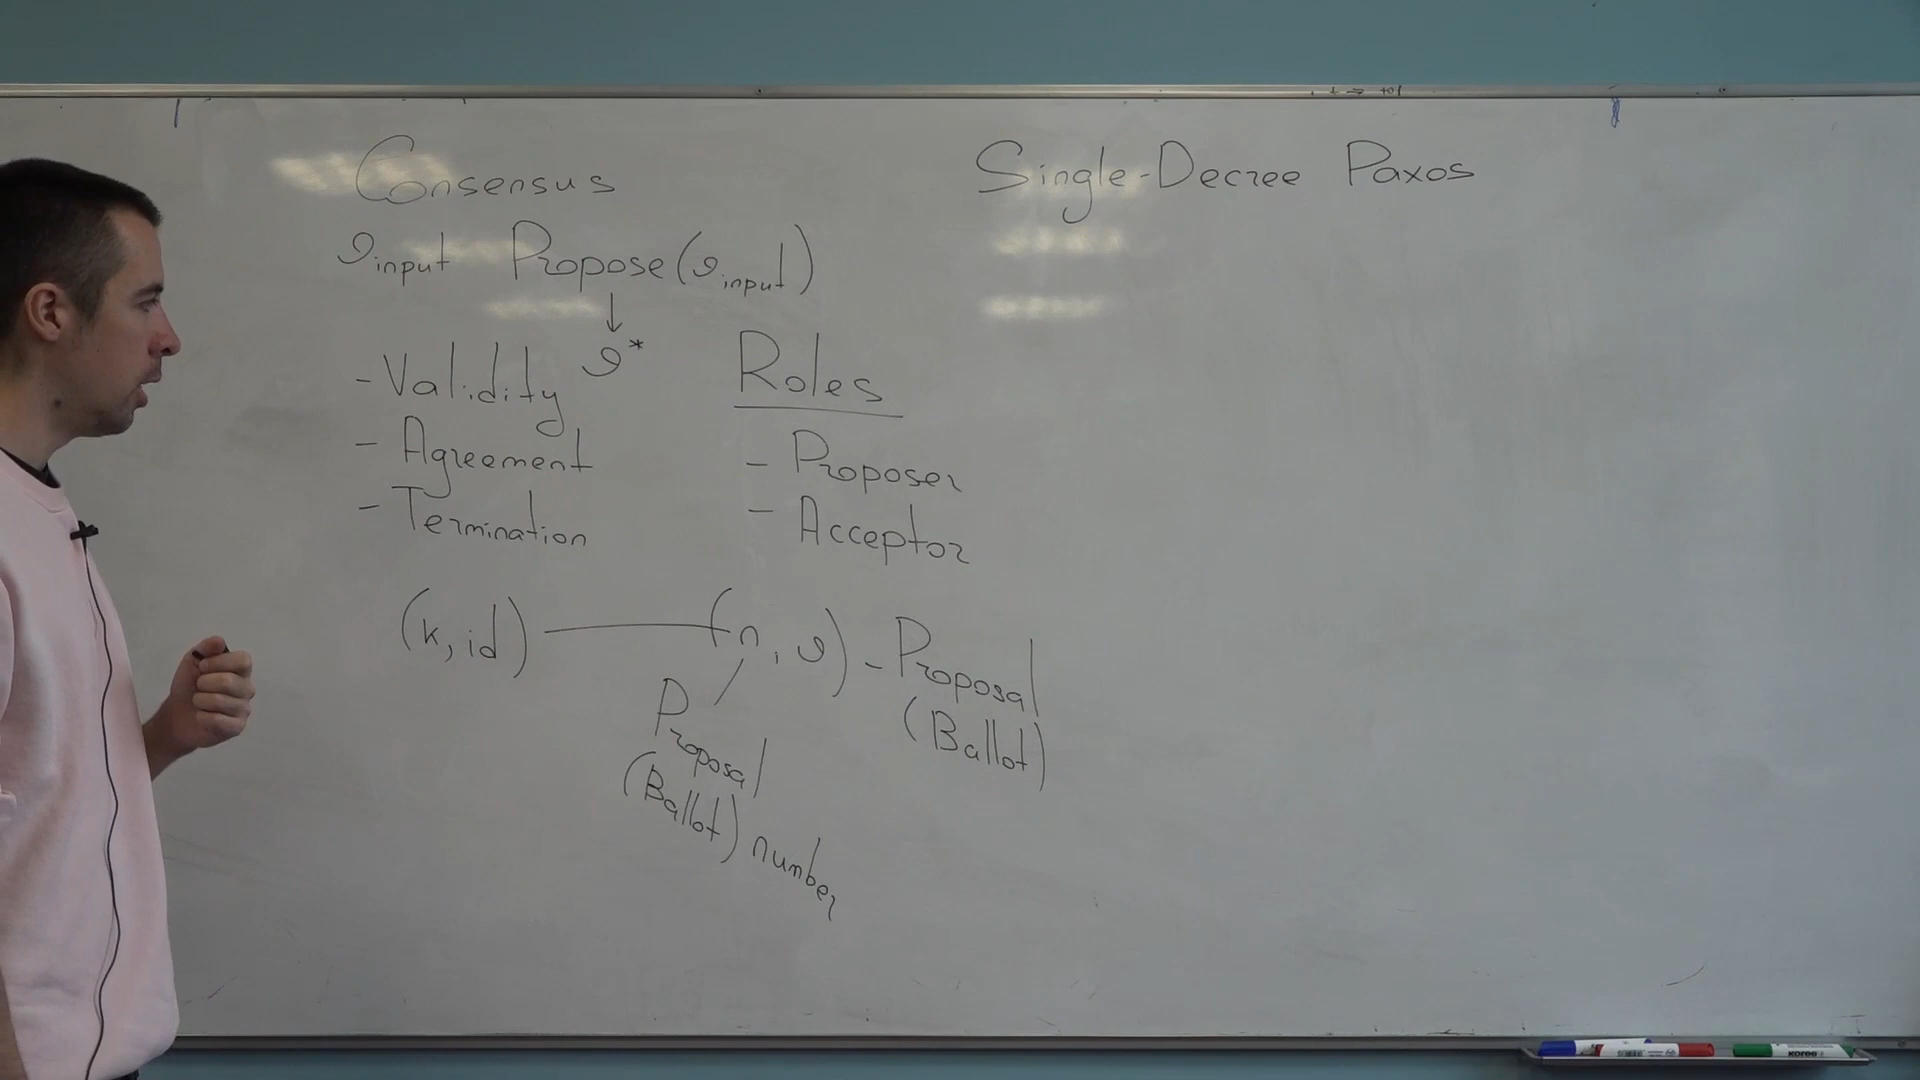 Consensus
ϑinput Propose(ϑinput)
↓
ϑ*
- Validity
- Agreement
- Termination
Roles
- Proposer
- Acceptor
(k, id) — (n, ϑ) - Proposal
(Ballot)
Proposal
(Ballot) number
Single-Decree Paxos
kores